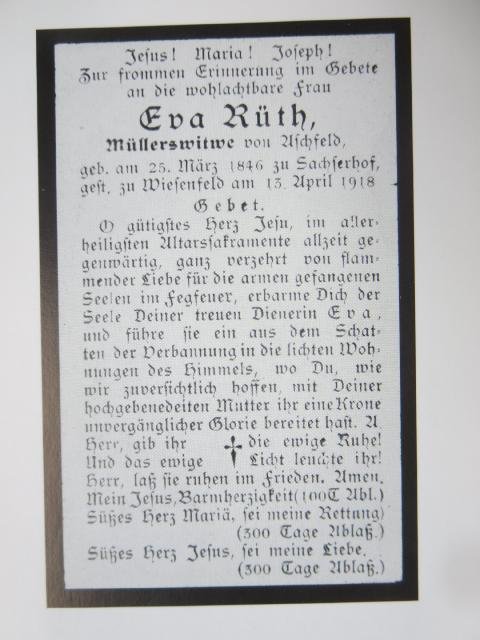 Jesus! Maria! Joseph!
Zur frommen Erinnerung im Gebete
an die wohlachtbare Frau
Eva Rüth,
Müllerswitwe von Aschfeld,
geb. am 25. März 1846 zu Sachserhof,
gest. zu Wiesenfeld am 13. April 1918
Gebet.
O gütigstes Herz Jesu, im aller-
heiligsten Altarssakramente allzeit ge-
genwärtig, ganz verzehrt von flam-
mender Liebe für die armen gefangenen
Seelen im Fegfeuer, erbarme Dich der
Seele Deiner treuen Dienerin Eva,
und führe sie ein aus dem Schat-
ten der Verbannung in die lichten Woh-
nungen des Himmels, wo Du, wie
wir zuversichtlich hoffen, mit Deiner
hochgebenedeiten Mutter ihr eine Krone
unvergänglicher Glorie bereitet hast. A.
Herr, gib ihr † die ewige Ruhe!
Und das ewige Licht leuchte ihr!
Herr, laß sie ruhen im Frieden. Amen.
Mein Jesus, Barmherzigkeit (100 T. Abl.)
Süßes Herz Mariä, sei meine Rettung!
(300 Tage Ablaß.)
Süßes Herz Jesus, sei meine Liebe.
(300 Tage Ablaß.)